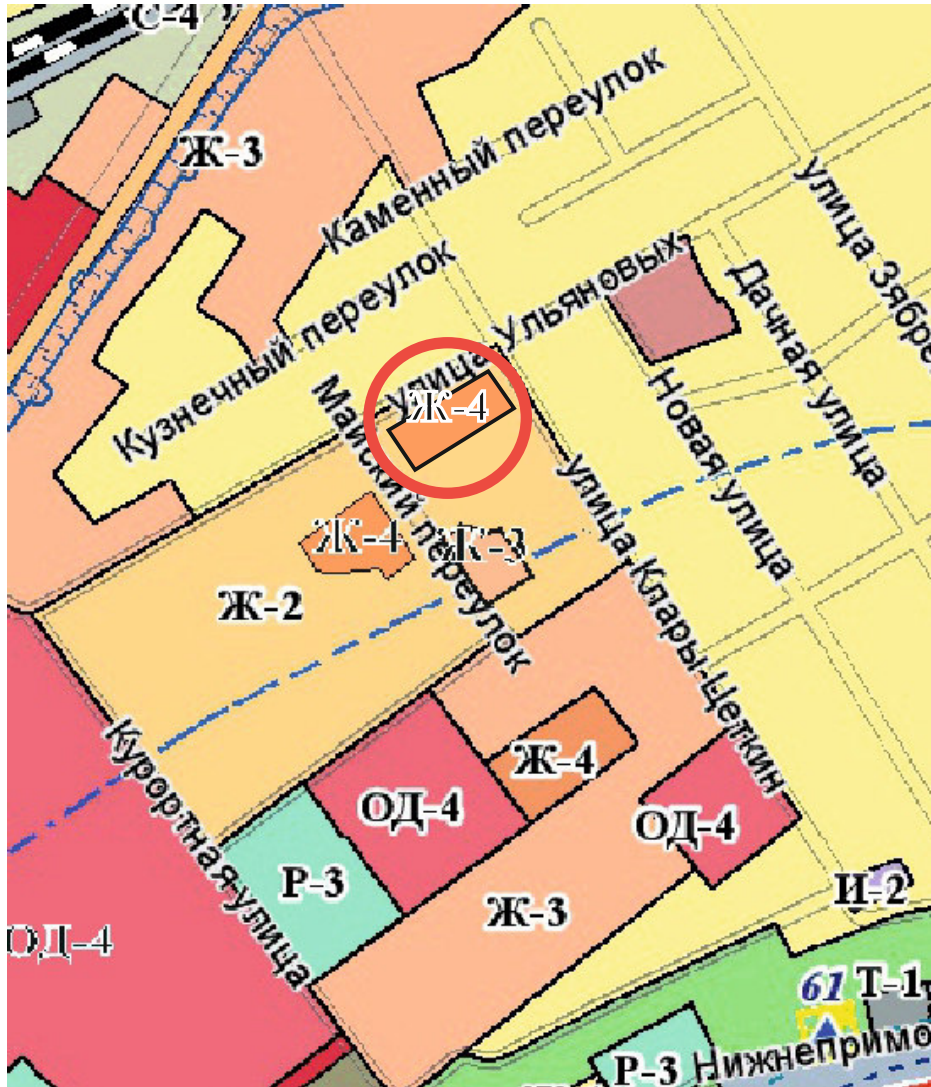 С-4
Ж-3
Каменный переулок
улица Зябре
Кузнечный переулок
улица Ульяновых
Дачная улица
Ж-4
Майский переулок
Новая улица
улица Клары Цеткин
Ж-4
Ж-3
Ж-2
Курортная улица
Ж-4
ОД-4
ОД-4
Р-3
И-2
Ж-3
ОД-4
61
Т-1
Р-3
Нижнепримо